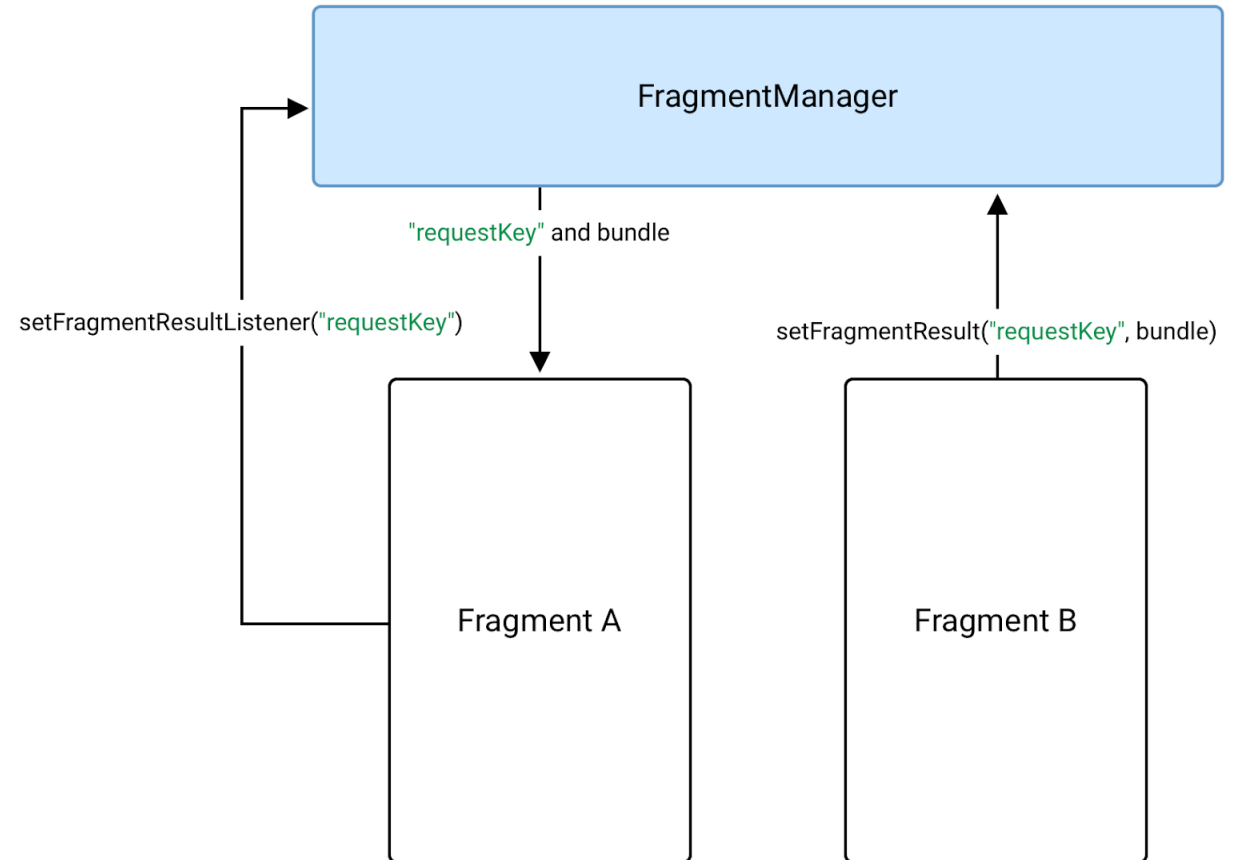 FragmentManager
"requestKey" and bundle
setFragmentResultListener("requestKey")
setFragmentResult("requestKey", bundle)
Fragment A
Fragment B